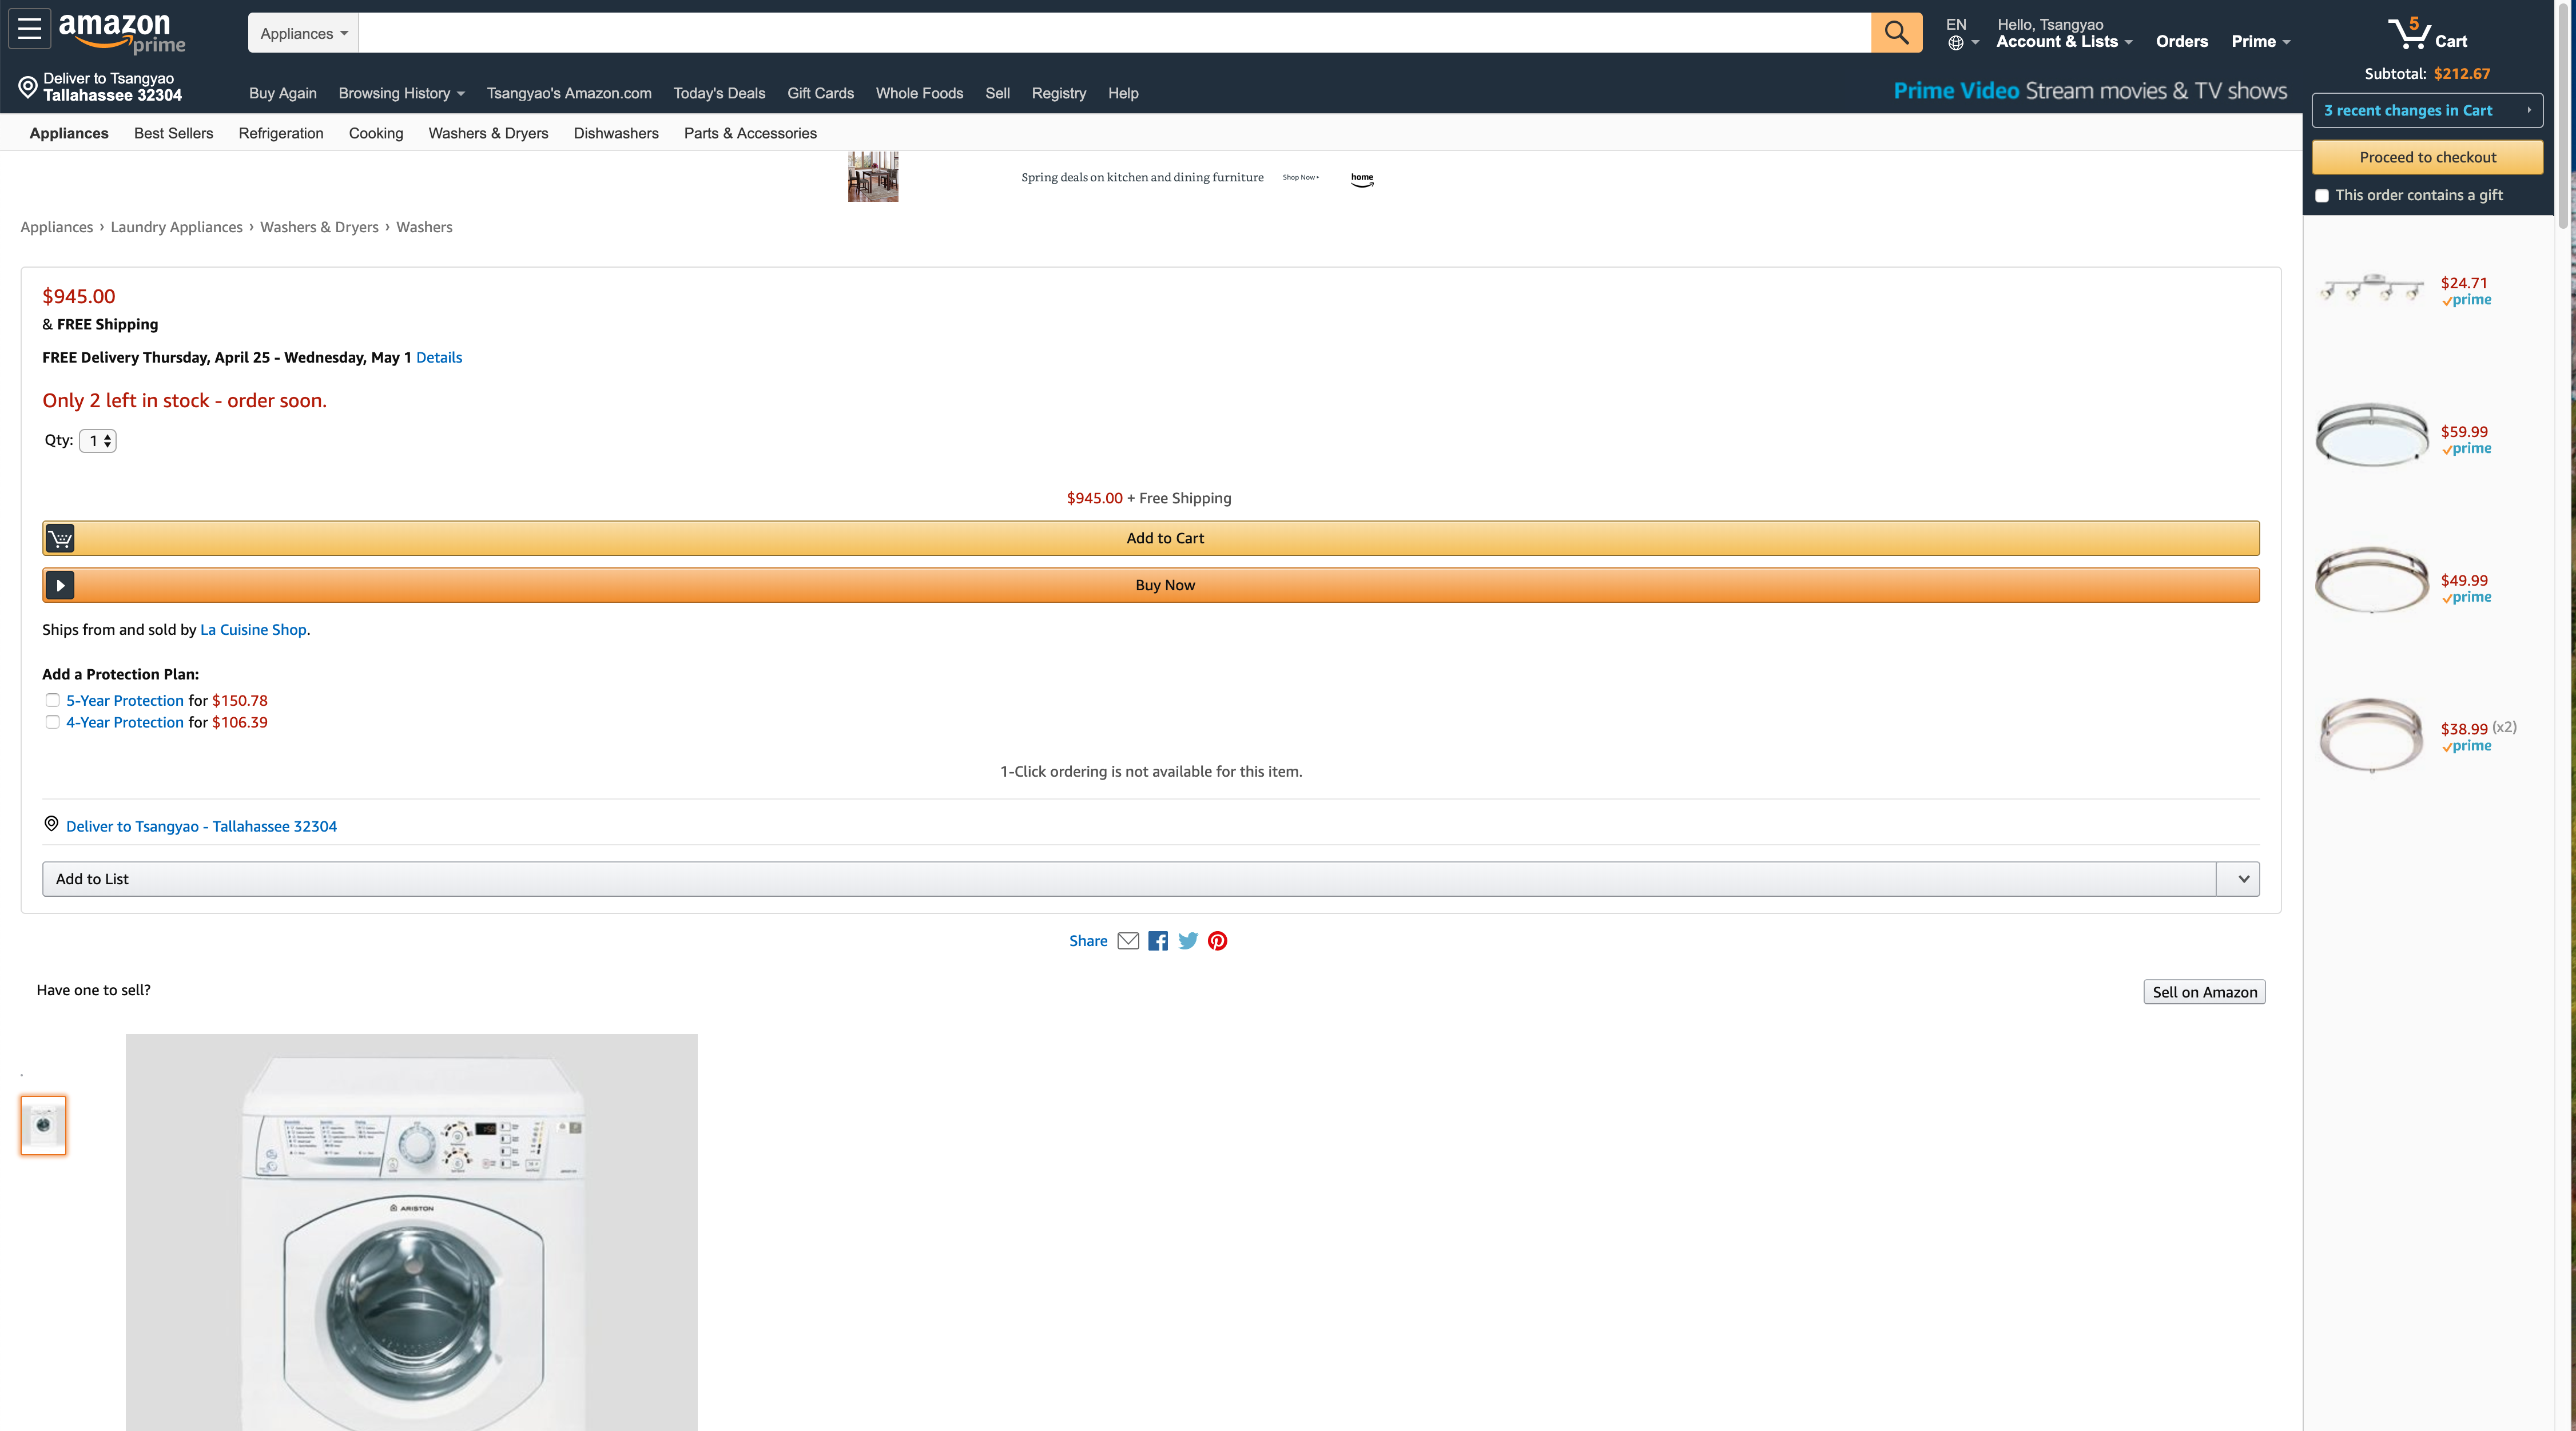 amazon
prime
Appliances
EN
Hello, Tsangyao
Account & Lists
Orders
Prime
5
Cart
Deliver to Tsangyao
Tallahassee 32304
Buy Again
Browsing History
Tsangyao's Amazon.com
Today's Deals
Gift Cards
Whole Foods
Sell
Registry
Help
Prime Video Stream movies & TV shows
Subtotal: $212.67
3 recent changes in Cart
Proceed to checkout
This order contains a gift
Appliances
Best Sellers
Refrigeration
Cooking
Washers & Dryers
Dishwashers
Parts & Accessories
Spring deals on kitchen and dining furniture
Shop Now
home
Appliances › Laundry Appliances › Washers & Dryers › Washers
$945.00
& FREE Shipping
FREE Delivery Thursday, April 25 - Wednesday, May 1 Details
Only 2 left in stock - order soon.
Qty: 1
$945.00 + Free Shipping
Add to Cart
Buy Now
Ships from and sold by La Cuisine Shop.
Add a Protection Plan:
5-Year Protection for $150.78
4-Year Protection for $106.39
1-Click ordering is not available for this item.
Deliver to Tsangyao - Tallahassee 32304
Add to List
Share
Have one to sell?
Sell on Amazon
ARISTON
$24.71
prime
$59.99
prime
$49.99
prime
$38.99 (x2)
prime